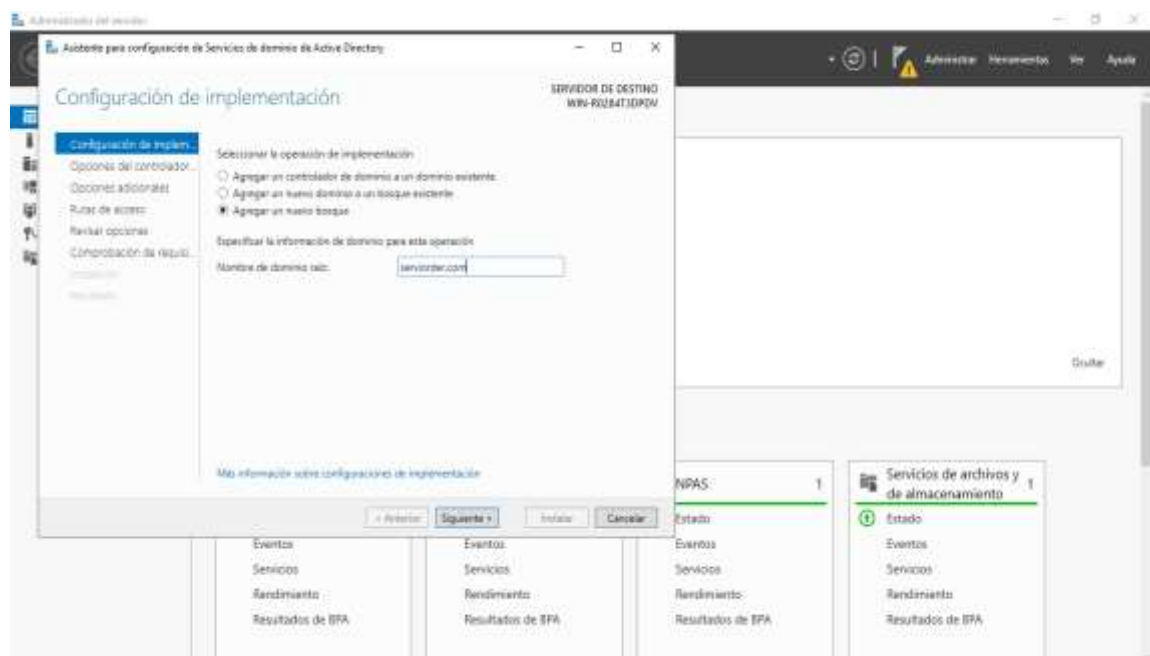 Administrador del servidor
Asistente para configuración de Servicios de dominio de Active Directory
Administrar Herramientas Ver Ayuda
Configuración de implementación
SERVIDOR DE DESTINO
Configuración de implem...
Opciones del controlador...
Opciones adicionales
Rutas de acceso
Revisar opciones
Comprobación de requisi...
Seleccionar la operación de implementación
Agregar un controlador de dominio a un dominio existente
Agregar un nuevo dominio a un bosque existente
Agregar un nuevo bosque
Especificar la información de dominio para esta operación
Nombre de dominio raíz:
Ocultar
Más información sobre configuraciones de implementación
< Anterior
Siguiente >
Instalar
Cancelar
NPAS 1
Servicios de archivos y de almacenamiento 1
Estado
Estado
Eventos
Eventos
Eventos
Eventos
Servicios
Servicios
Servicios
Servicios
Rendimiento
Rendimiento
Rendimiento
Rendimiento
Resultados de BPA
Resultados de BPA
Resultados de BPA
Resultados de BPA